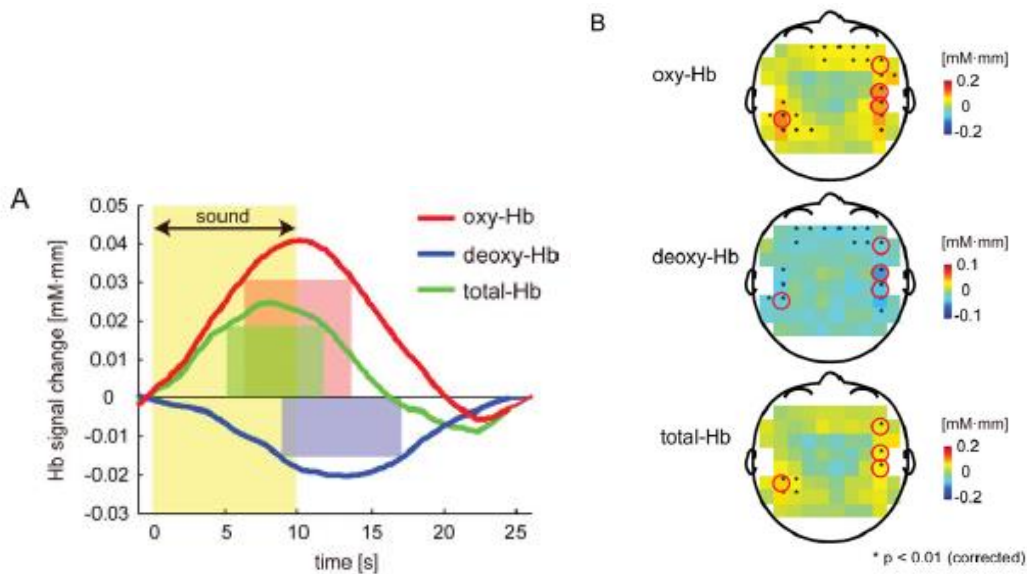 A
sound
oxy-Hb
deoxy-Hb
total-Hb
Hb signal change [mM·mm]
0.05
0.04
0.03
0.02
0.01
0
-0.01
-0.02
-0.03
0 5 10 15 20 25
time [s]
B
oxy-Hb
[mM·mm]
0.2
0
-0.2
deoxy-Hb
[mM·mm]
0.1
0
-0.1
total-Hb
[mM·mm]
0.2
0
-0.2
* p < 0.01 (corrected)